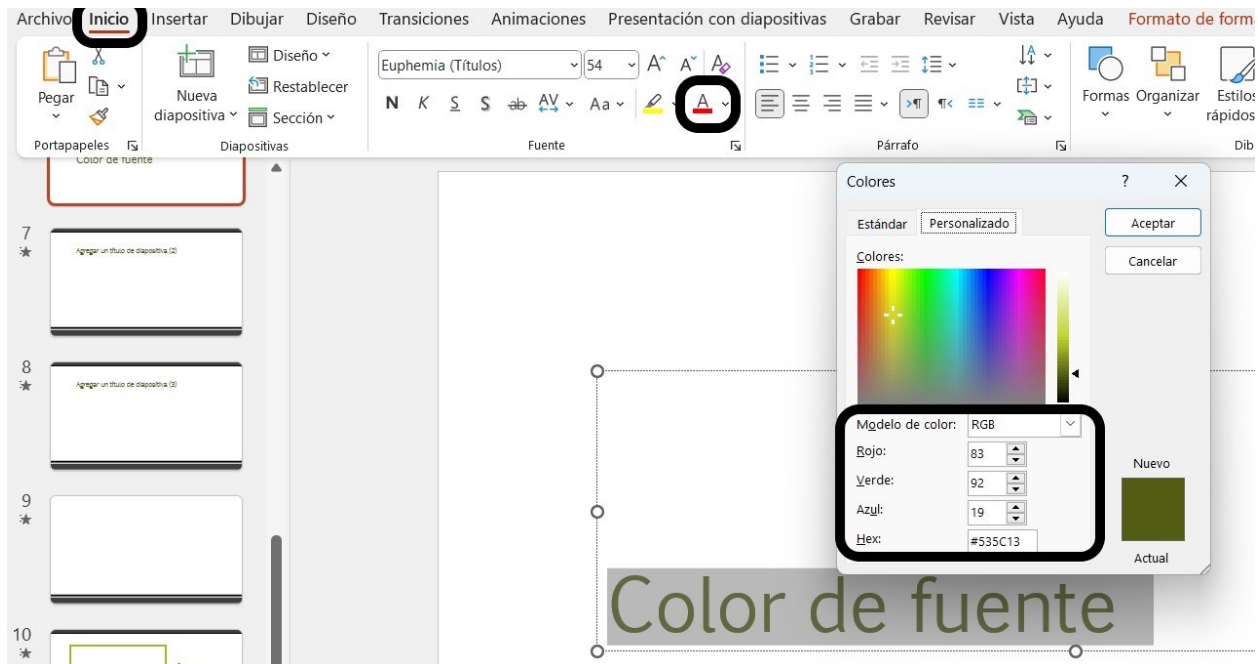 Archivo Inicio Insertar Dibujar Diseño Transiciones Animaciones Presentación con diapositivas Grabar Revisar Vista Ayuda Formato de forma
Pegar
Portapapeles
Nueva
diapositiva
Diseño
Restablecer
Sección
Diapositivas
Euphemia (Títulos) 54 A^ A˅ A
N K S S ab AV Aa A
Fuente
Párrafo
Formas Organizar Estilos
rápidos
Dib
Color de fuente
7
Agregar un título de diapositiva (2)
8
Agregar un título de diapositiva (3)
9
10
Colores ? X
Estándar Personalizado
Aceptar
Colores:
Cancelar
Modelo de color: RGB
Rojo: 83
Verde: 92
Azul: 19
Hex: #535C13
Nuevo
Actual
Color de fuente